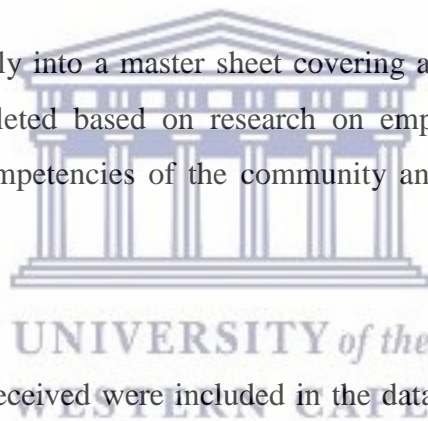 ly into a master sheet covering a
leted based on research on emp
mpetencies of the community an
UNIVERSITY of the
eceived were included in the data
WESTERN CAPE